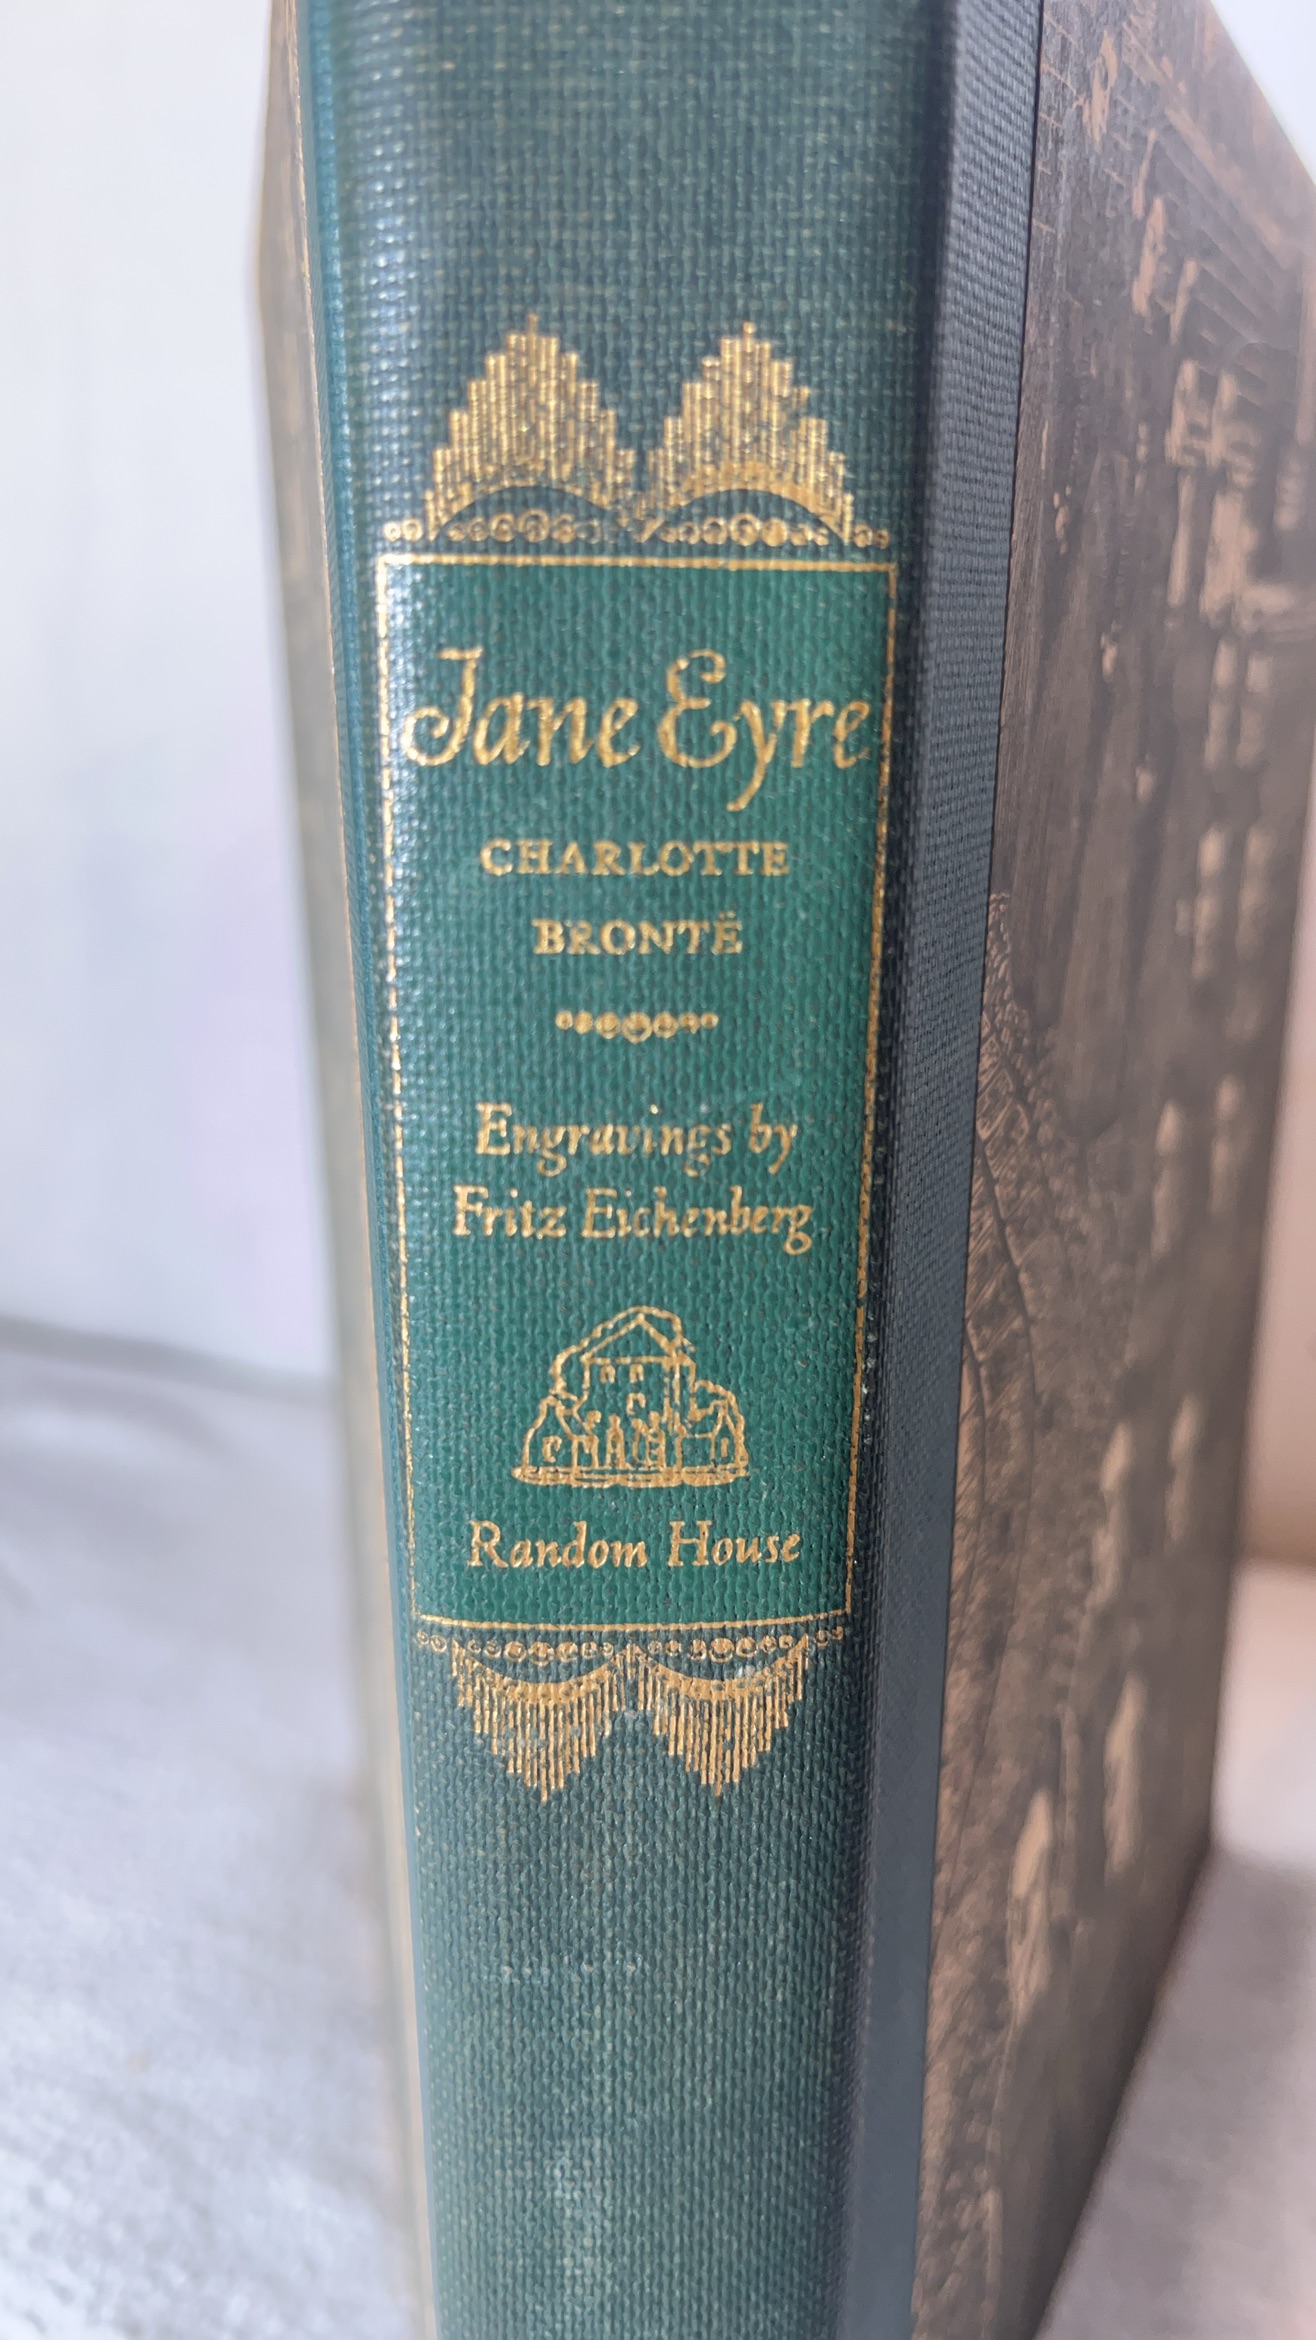 Jane Eyre
CHARLOTTE
BRONTË
Engravings by
Fritz Eichenberg
Random House